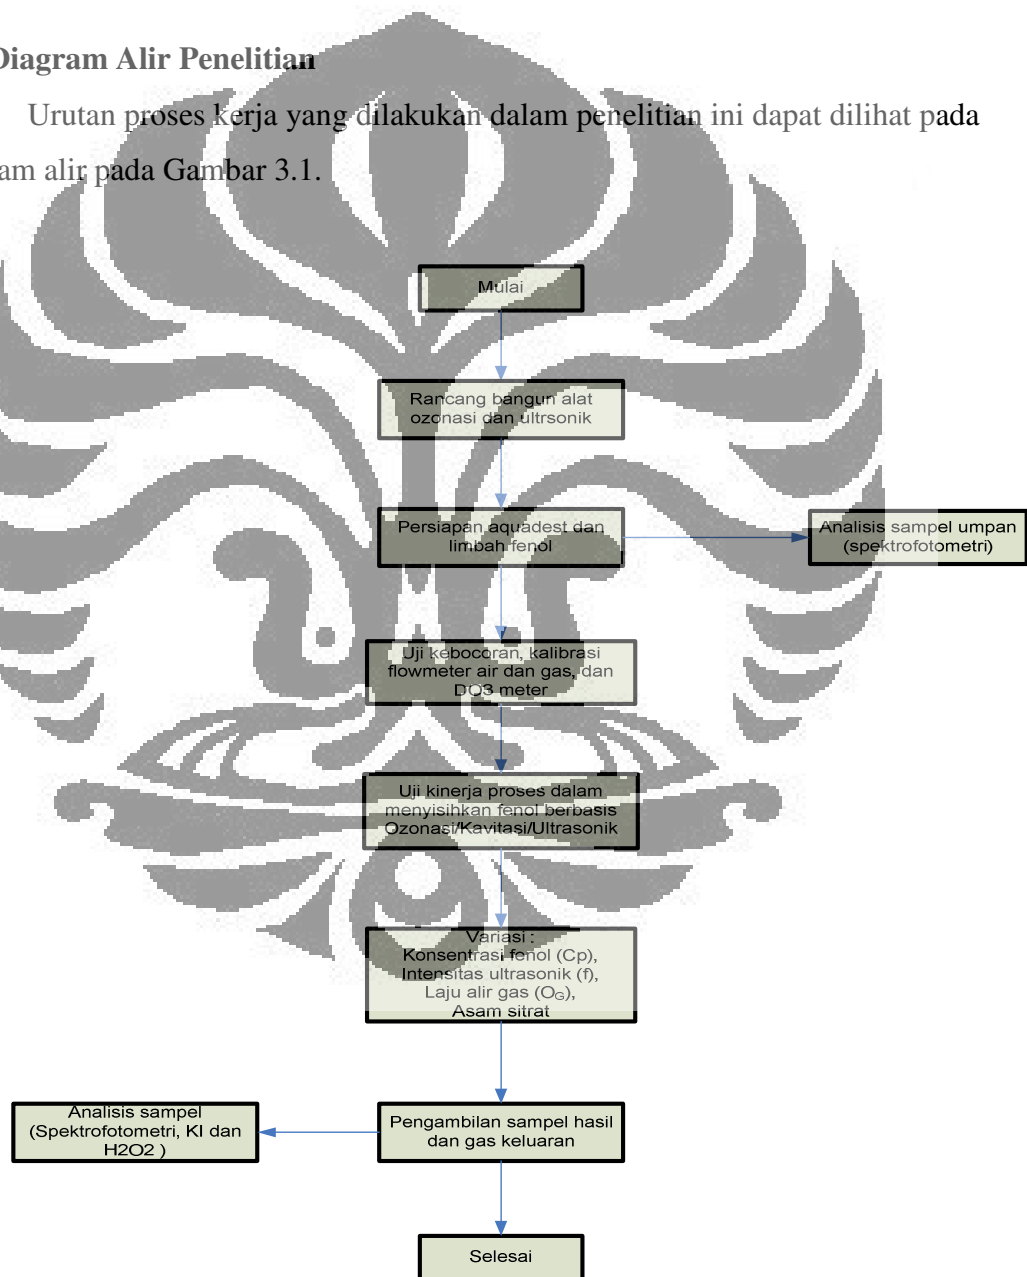 Diagram Alir Penelitian
Urutan proses kerja yang dilakukan dalam penelitian ini dapat dilihat pada
am alir pada Gambar 3.1.
Mulai
Rancang bangun alat
ozonasi dan ultrsonik
Persiapan aquadest dan
limbah fenol
Analisis sampel umpan
(spektrofotometri)
Uji kebocoran, kalibrasi
flowmeter air dan gas, dan
DO3 meter
Uji kinerja proses dalam
menyisihkan fenol berbasis
Ozonasi/Kavitasi/Ultrasonik
Variasi :
Konsentrasi fenol (Cp),
Intensitas ultrasonik (f),
Laju alir gas (O_G),
Asam sitrat
Analisis sampel
(Spektrofotometri, KI dan
H2O2 )
Pengambilan sampel hasil
dan gas keluaran
Selesai